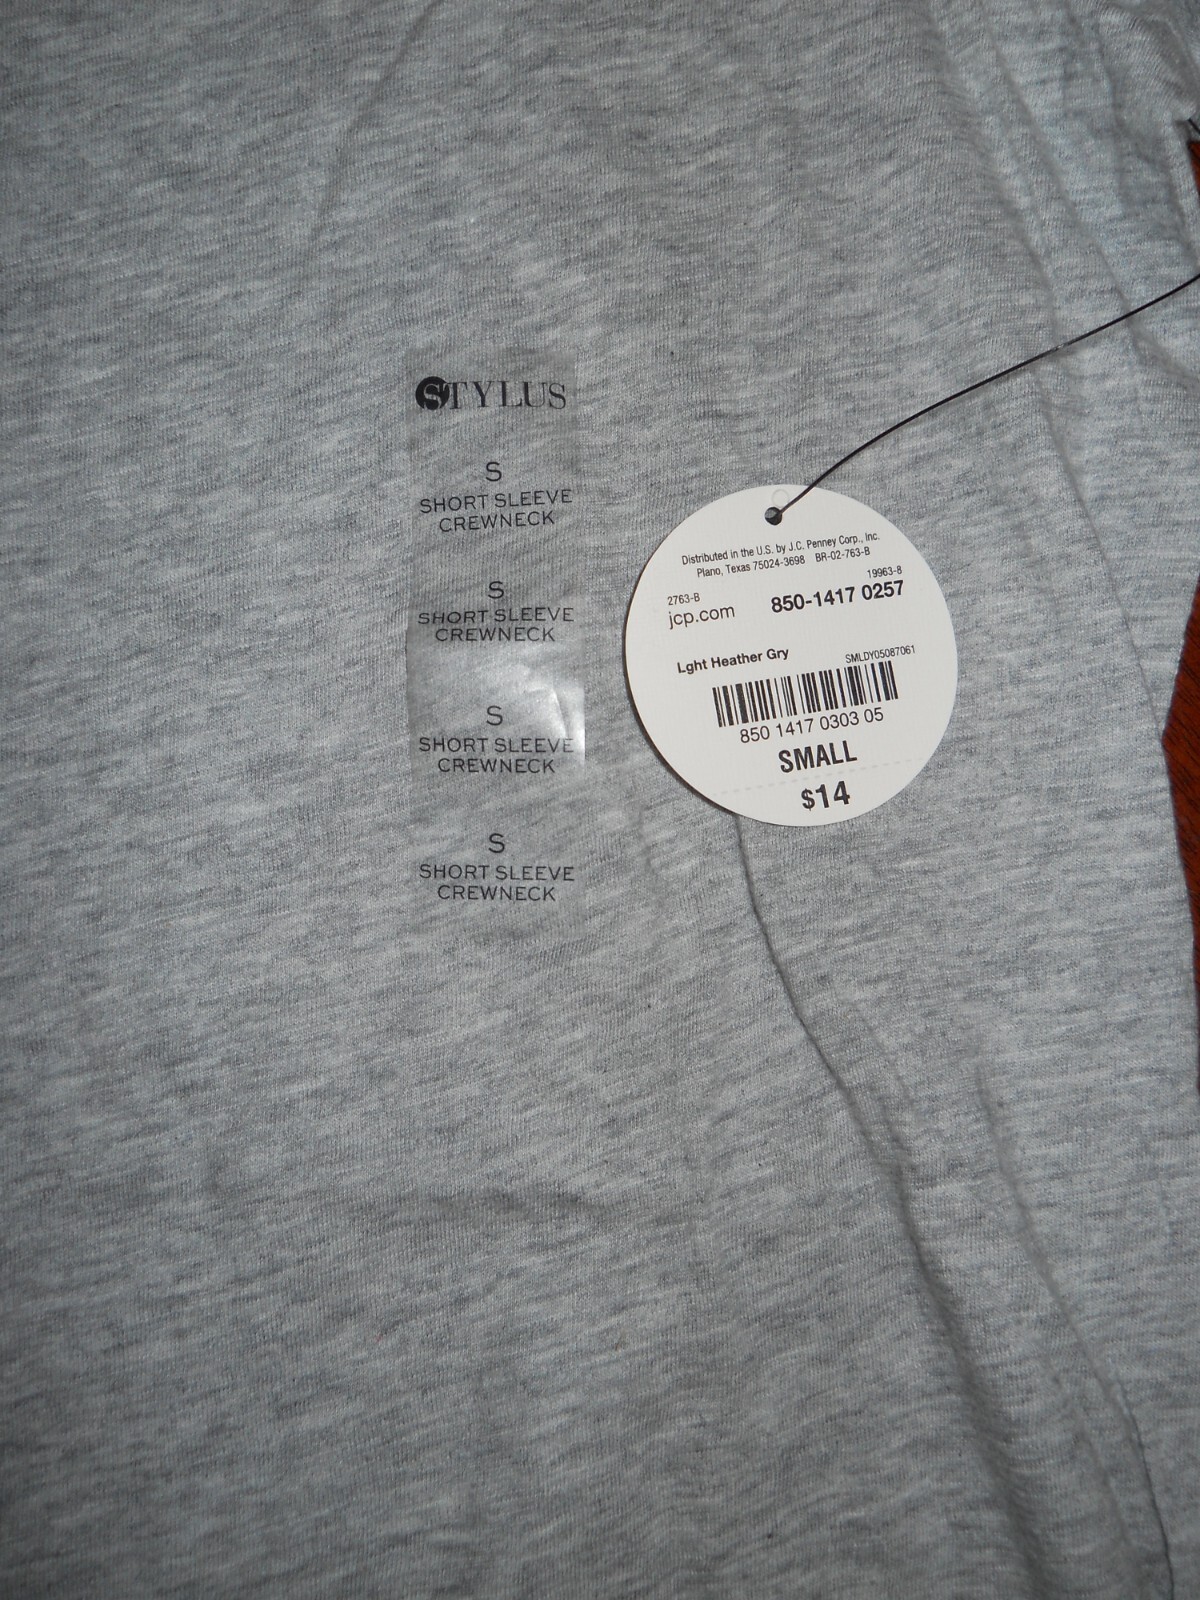 STYLUS
S
SHORT SLEEVE
CREWNECK
S
SHORT SLEEVE
CREWNECK
S
SHORT SLEEVE
CREWNECK
S
SHORT SLEEVE
CREWNECK
Distributed in the U.S. by J.C. Penney Corp., Inc.
Plano, Texas 75024-3698 BR-02-763-B
2763-B 19963-8
jcp.com 850-1417 0257
Lght Heather Gry SMLDY05087061
850 1417 0303 05
SMALL
$14